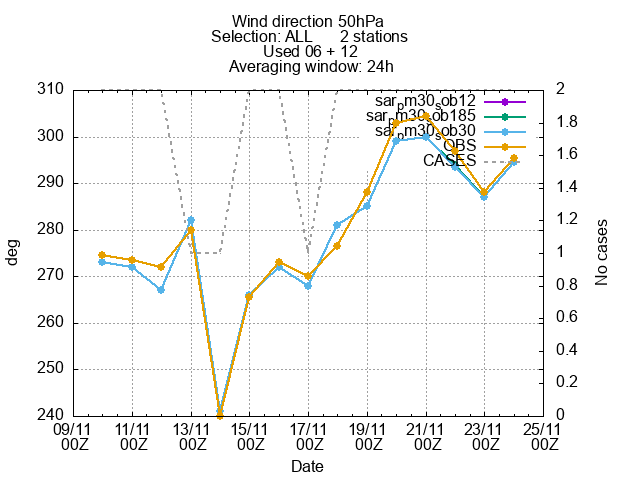 Wind direction 50hPa
Selection: ALL 2 stations
Used 06 + 12
Averaging window: 24h
310 2
sar_pm30_sob12
sar_pm30_sob185
sar_pm30_sob30
OBS
CASES
300 1.8
290 1.6
280 1.4
270 1.2
260 1
250 0.8
240 0.6
0.4
0.2
0
deg
No cases
09/11 11/11 13/11 15/11 17/11 19/11 21/11 23/11 25/11
00Z 00Z 00Z 00Z 00Z 00Z 00Z 00Z 00Z
Date